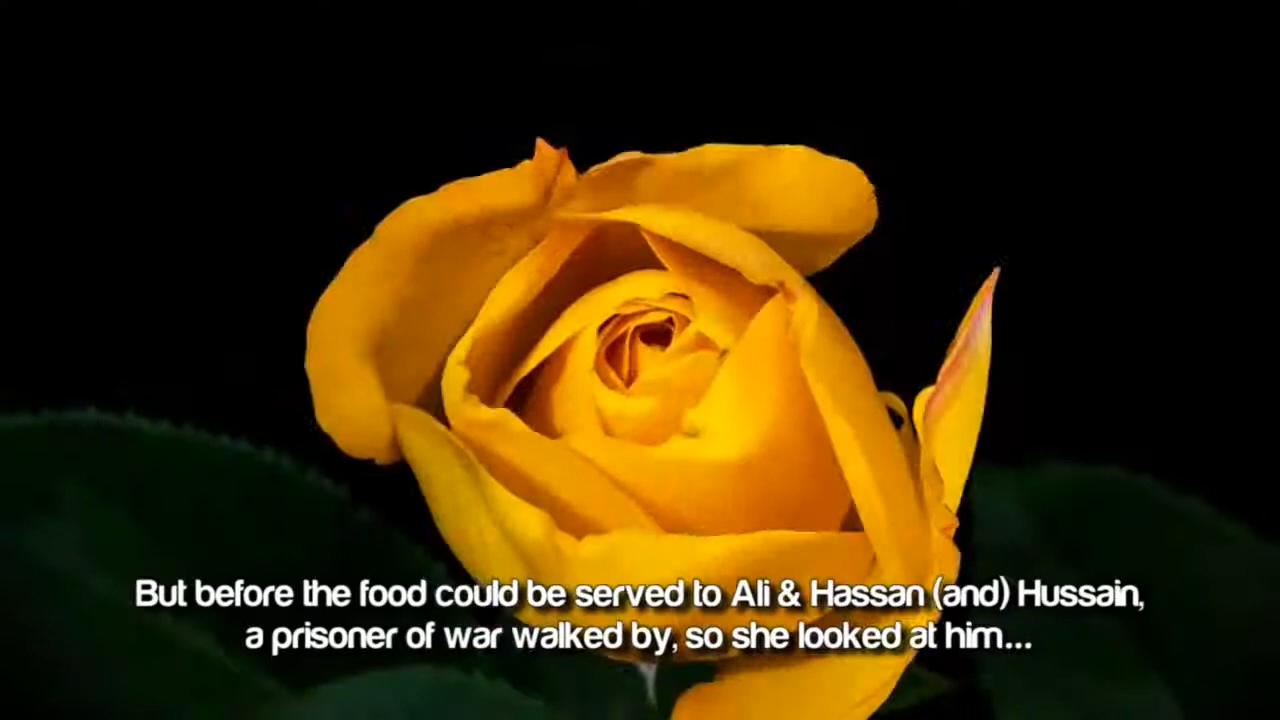 But before the food could be served to Ali & Hassan (and) Hussain,
a prisoner of war walked by, so she looked at him...